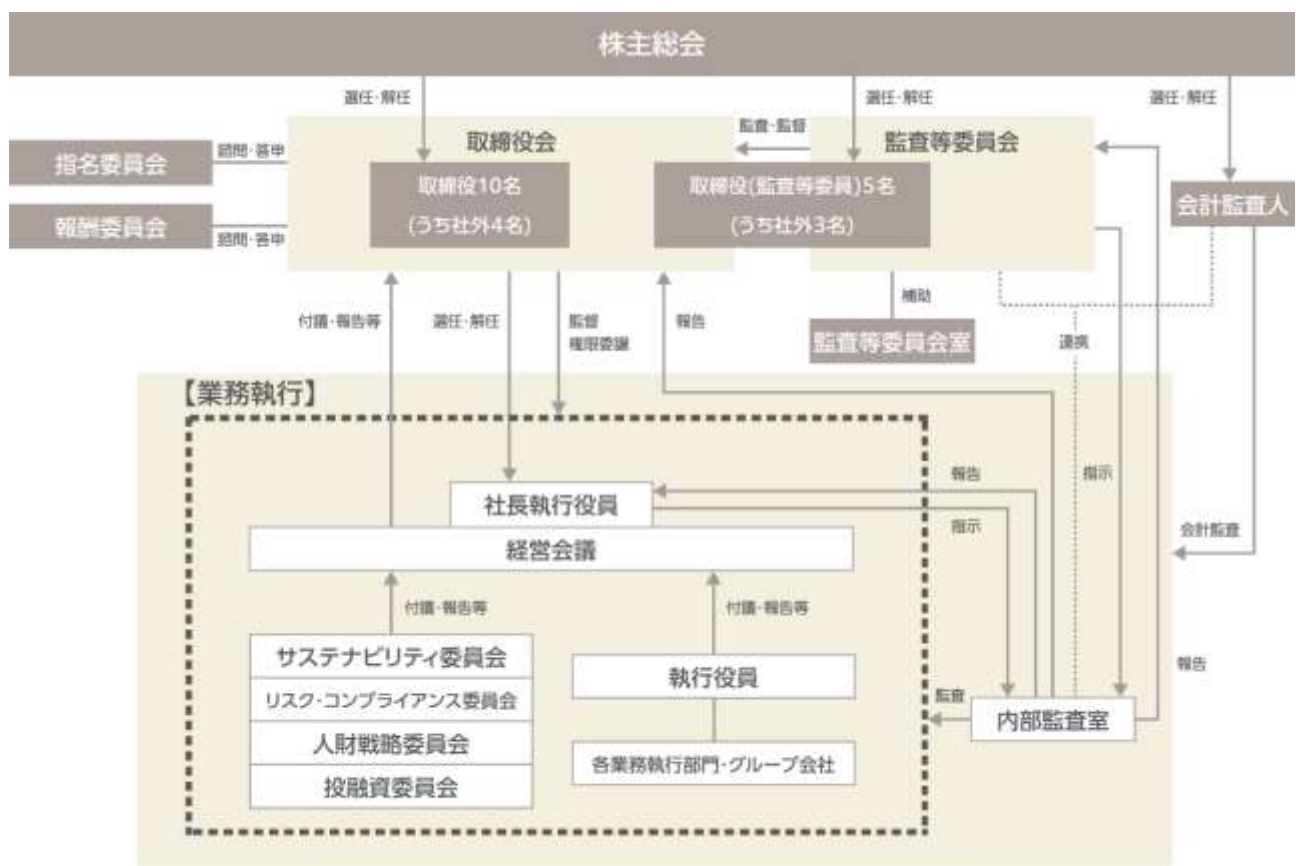 株主総会
選任・解任
選任・解任
選任・解任
取締役会
監査・監督
監査等委員会
指名委員会
諮問・答申
取締役10名
(うち社外4名)
取締役(監査等委員)5名
(うち社外3名)
会計監査人
報酬委員会
諮問・答申
付議・報告等
選任・解任
監督
権限委譲
報告
補助
監査等委員会室
連携
【業務執行】
社長執行役員
報告
指示
指示
経営会議
会計監査
付議・報告等
付議・報告等
サステナビリティ委員会
リスク・コンプライアンス委員会
人財戦略委員会
投融資委員会
執行役員
各業務執行部門・グループ会社
監査
内部監査室
報告